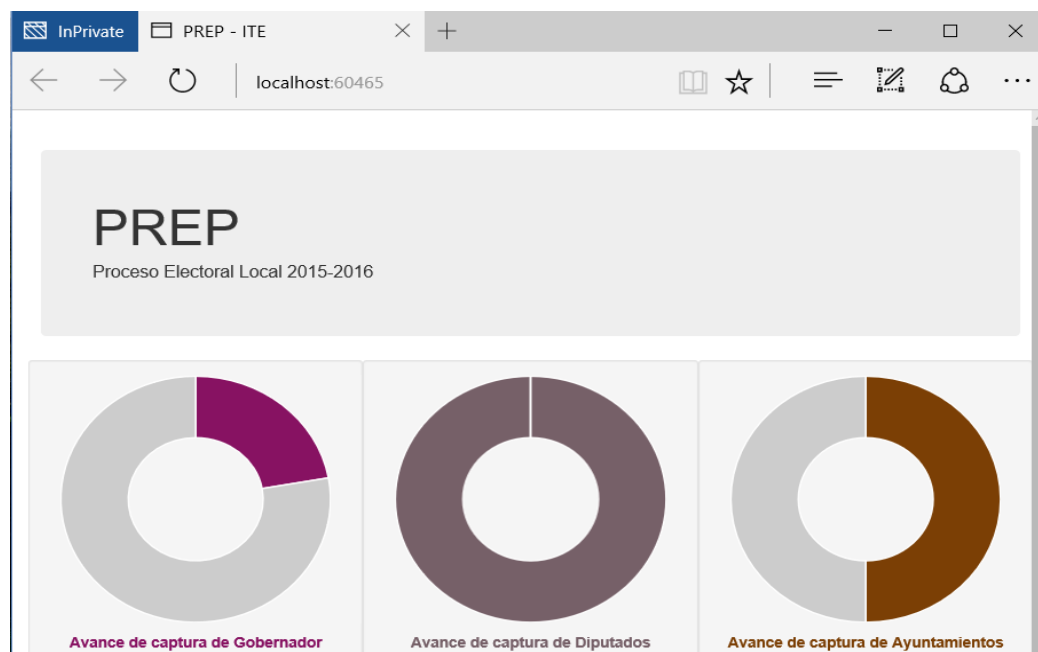 InPrivate
PREP - ITE
localhost:60465
PREP
Proceso Electoral Local 2015-2016
Avance de captura de Gobernador
Avance de captura de Diputados
Avance de captura de Ayuntamientos